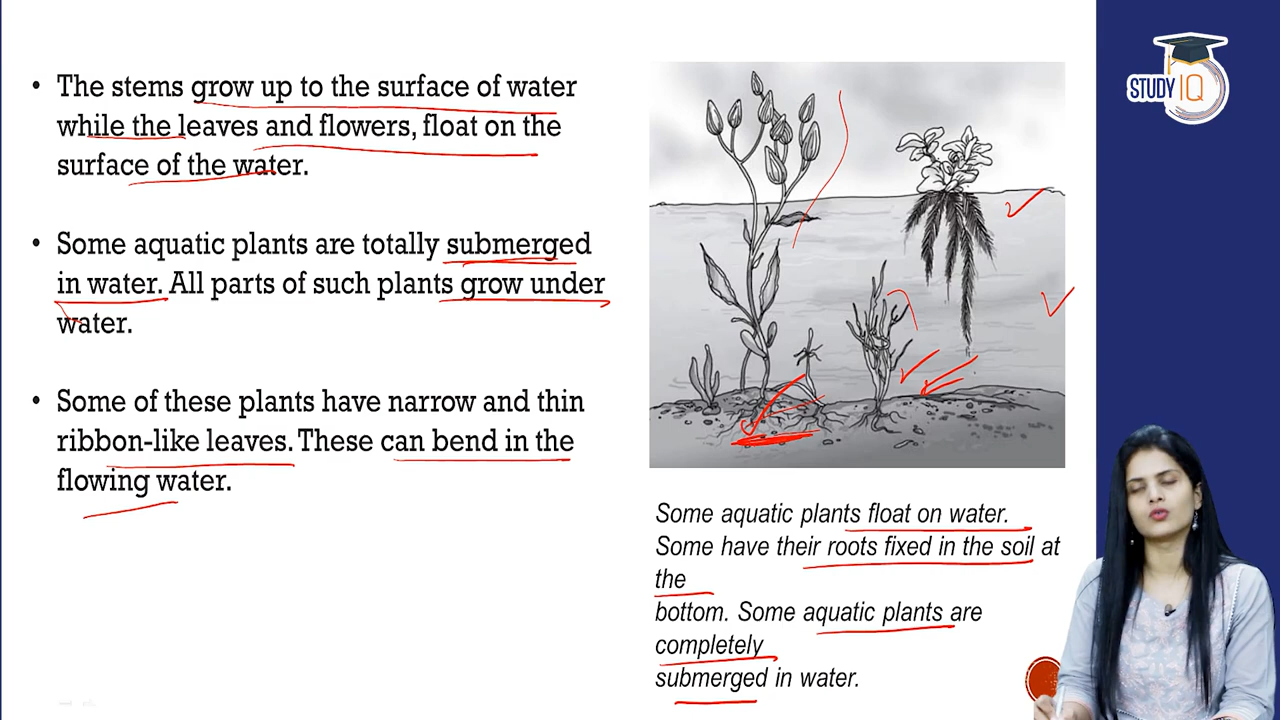 • The stems grow up to the surface of water
while the leaves and flowers, float on the
surface of the water.
• Some aquatic plants are totally submerged
in water. All parts of such plants grow under
water.
• Some of these plants have narrow and thin
ribbon-like leaves. These can bend in the
flowing water.
STUDY IQ
Some aquatic plants float on water.
Some have their roots fixed in the soil at
the
bottom. Some aquatic plants are
completely
submerged in water.